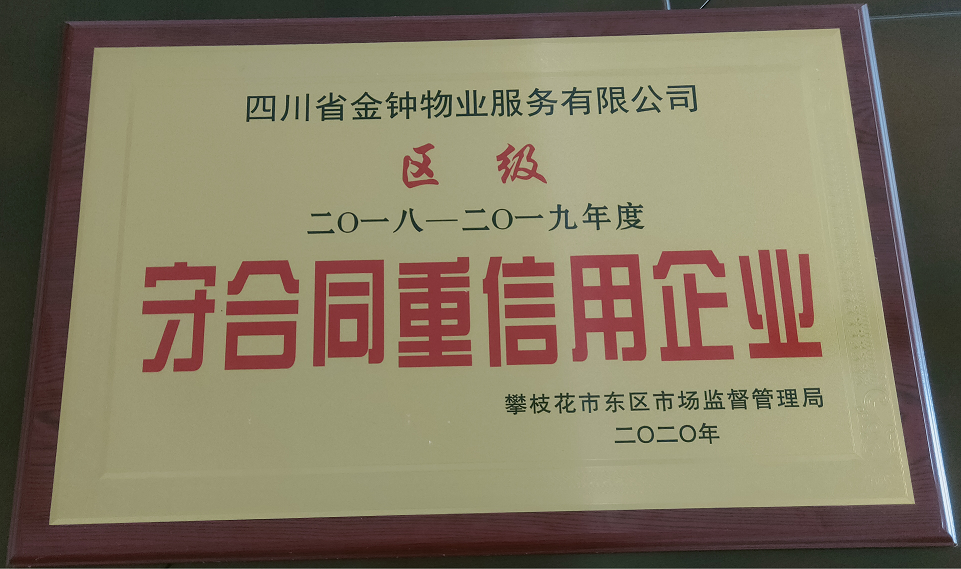 四川省金钟物业服务有限公司
区 级
二〇一八—二〇一九年度
守合同重信用企业
攀枝花市东区市场监督管理局
二〇二〇年